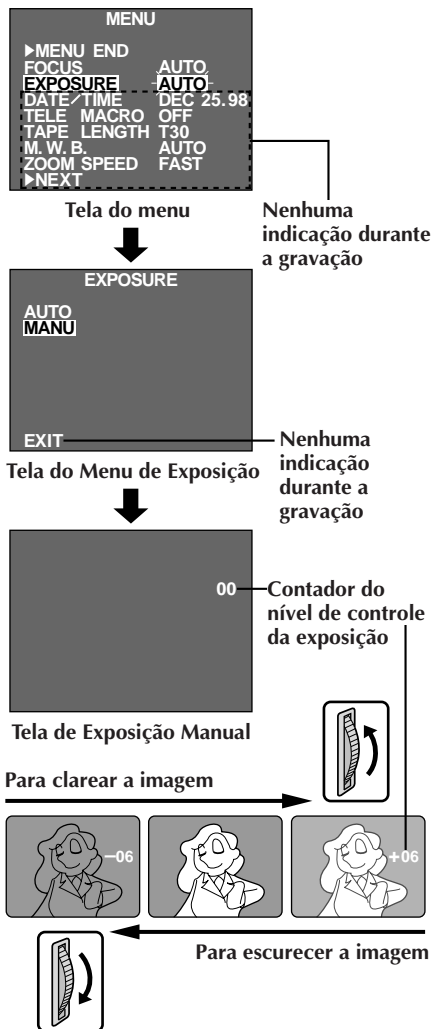 MENU
▶MENU END
FOCUS AUTO
EXPOSURE AUTO
DATE/TIME DEC 25.98
TELE MACRO OFF
TAPE LENGTH T30
M. W. B. AUTO
ZOOM SPEED FAST
▶NEXT
Tela do menu
Nenhuma
indicação durante
a gravação
EXPOSURE
AUTO
MANU
EXIT
Nenhuma
indicação
durante a
gravação
Tela do Menu de Exposição
00
Contador do
nível de controle
da exposição
Tela de Exposição Manual
Para clarear a imagem
–06
+06
Para escurecer a imagem